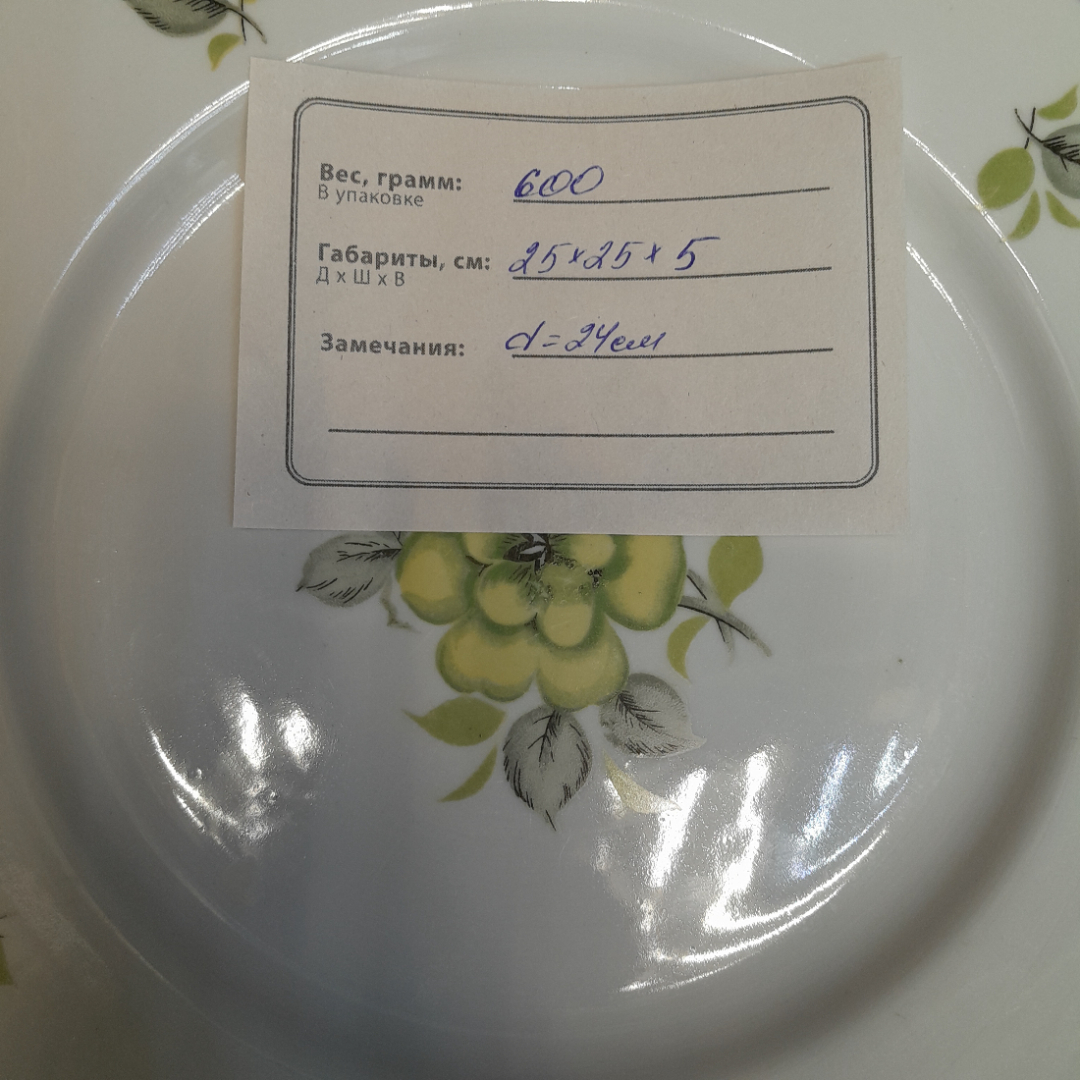 Вес, грамм: 600
В упаковке
Габариты, см: 25×25×5
Д х Ш х В
Замечания: d=24см